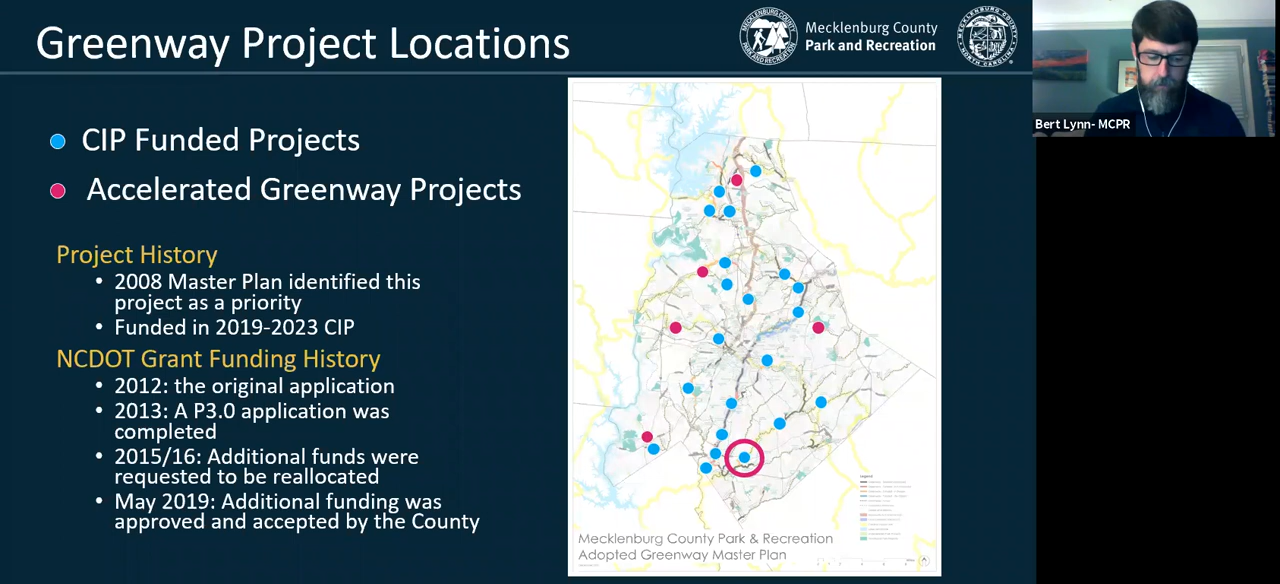 Greenway Project Locations
Mecklenburg County
Park and Recreation
CIP Funded Projects
Accelerated Greenway Projects
Project History
• 2008 Master Plan identified this
project as a priority
• Funded in 2019-2023 CIP
NCDOT Grant Funding History
• 2012: the original application
• 2013: A P3.0 application was
completed
• 2015/16: Additional funds were
requested to be reallocated
• May 2019: Additional funding was
approved and accepted by the County
Mecklenburg County Park & Recreation
Adopted Greenway Master Plan
Bert Lynn- MCPR